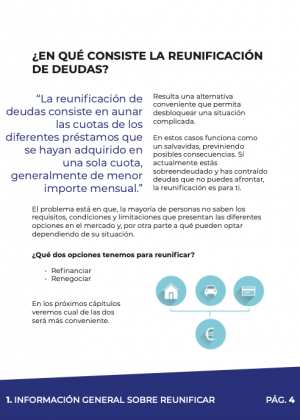 ¿EN QUÉ CONSISTE LA REUNIFICACIÓN
DE DEUDAS?
“La reunificación de
deudas consiste en aunar
las cuotas de los
diferentes préstamos que
se hayan adquirido en
una sola cuota,
generalmente de menor
importe mensual.”
Resulta una alternativa
conveniente que permita
desbloquear una situación
complicada.
En estos casos funciona como
un salvavidas, previniendo
posibles consecuencias. Si
actualmente estás
sobreendeudado y has contraído
deudas que no puedes afrontar,
la reunificación es para ti.
El problema está en que, la mayoría de personas no saben los
requisitos, condiciones y limitaciones que presentan las diferentes
opciones en el mercado y, por otra parte a qué pueden optar
dependiendo de su situación.
¿Qué dos opciones tenemos para reunificar?
• Refinanciar
• Renegociar
En los próximos cápitulos
veremos cual de las dos
será más conveniente.
€
1. INFORMACIÓN GENERAL SOBRE REUNIFICAR
PÁG. 4